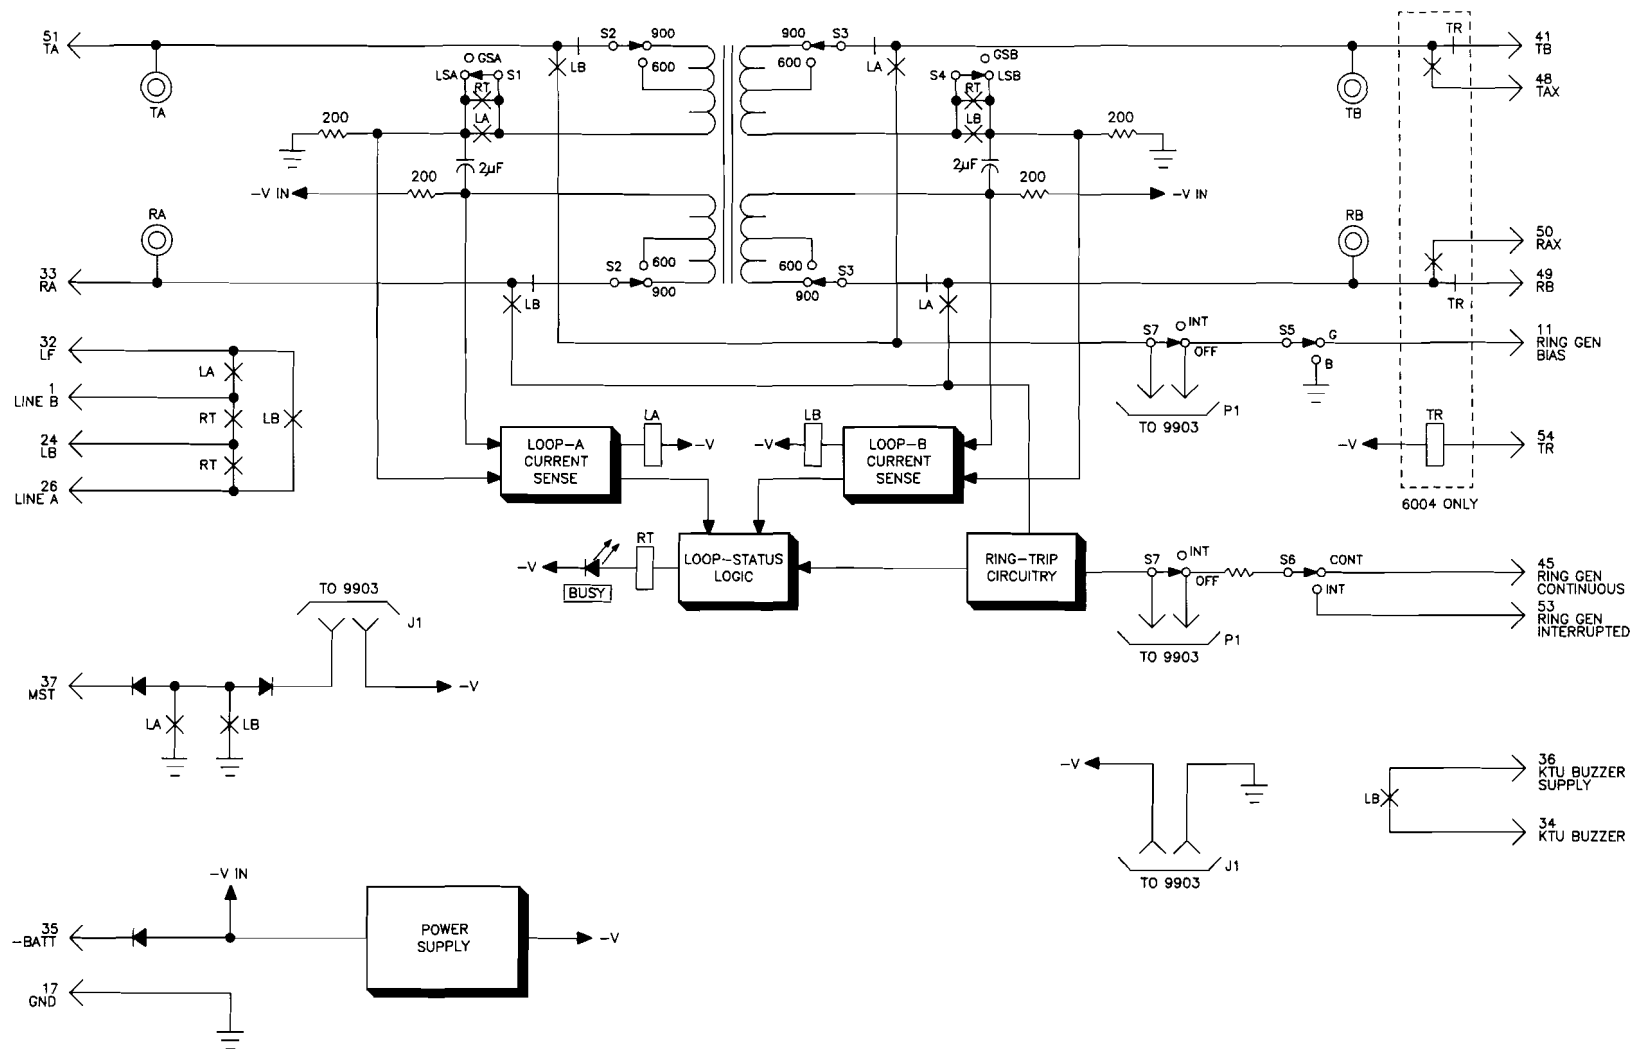 51
TA
TA
LB
S2
900
600
GSA
LSA
S1
RT
LA
200
2µF
-V IN
200
RA
33
RA
LB
S2
600
900
900
S3
600
LA
GSB
S4
LSB
RT
LB
200
2µF
200
-V IN
600
S3
900
LA
TB
RB
TR
41
TB
48
TAX
50
RAX
49
RB
TR
32
LF
LA
1
LINE B
RT
LB
24
LB
RT
26
LINE A
S7
INT
OFF
S5
G
B
11
RING GEN
BIAS
P1
TO 9903
LOOP-A
CURRENT
SENSE
LA
-V
LB
-V
LOOP-B
CURRENT
SENSE
TR
-V
54
TR
6004 ONLY
-V
BUSY
RT
LOOP-STATUS
LOGIC
RING-TRIP
CIRCUITRY
S7
INT
OFF
S6
CONT
INT
45
RING GEN
CONTINUOUS
53
RING GEN
INTERRUPTED
P1
TO 9903
TO 9903
J1
37
MST
-V
LA
LB
-V
J1
TO 9903
36
KTU BUZZER
SUPPLY
LB
34
KTU BUZZER
-V IN
35
-BATT
POWER
SUPPLY
-V
17
GND